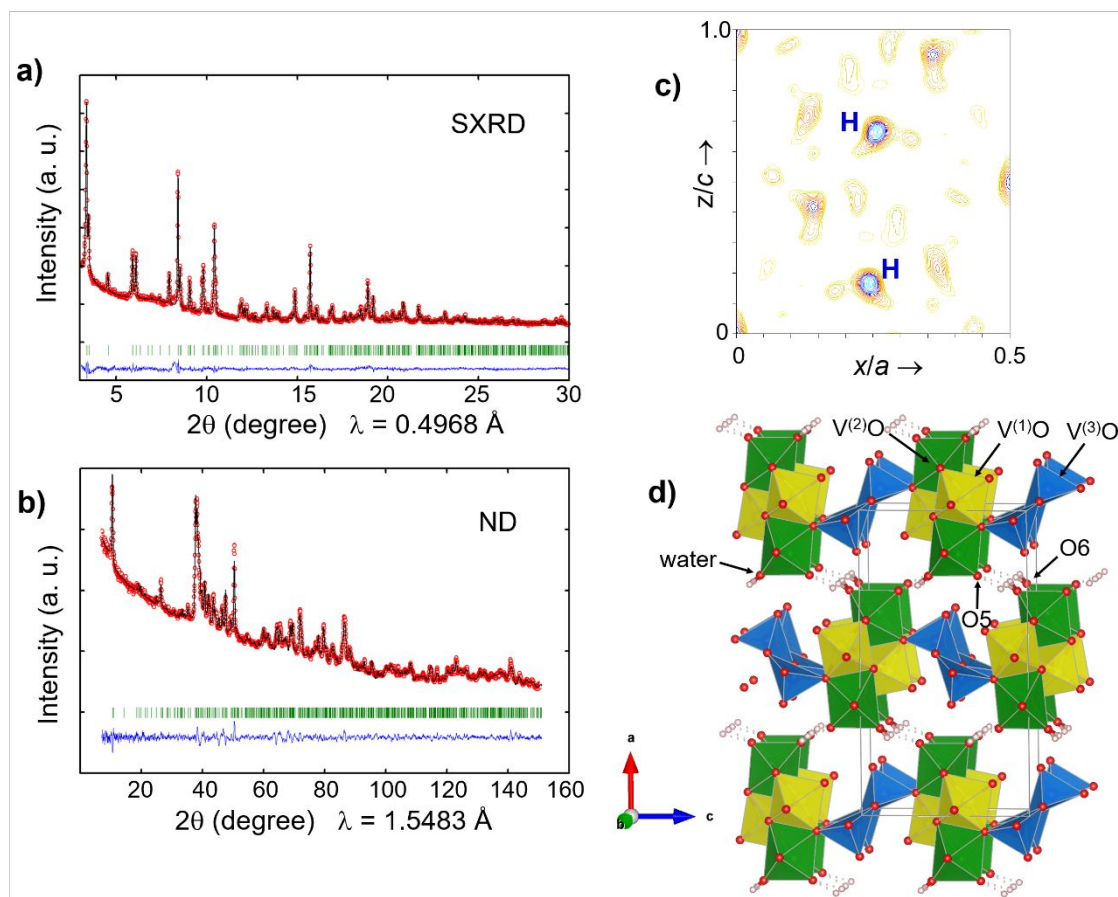 a)
SXRD
Intensity (a. u.)
5 10 15 20 25 30
2θ (degree) λ = 0.4968 Å
b)
ND
Intensity (a. u.)
20 40 60 80 100 120 140 160
2θ (degree) λ = 1.5483 Å
c)
1.0
H
z/c →
H
0
0 0.5
x/a →
d)
V⁽²⁾O V⁽¹⁾O V⁽³⁾O
water
O6
O5
a
b
c